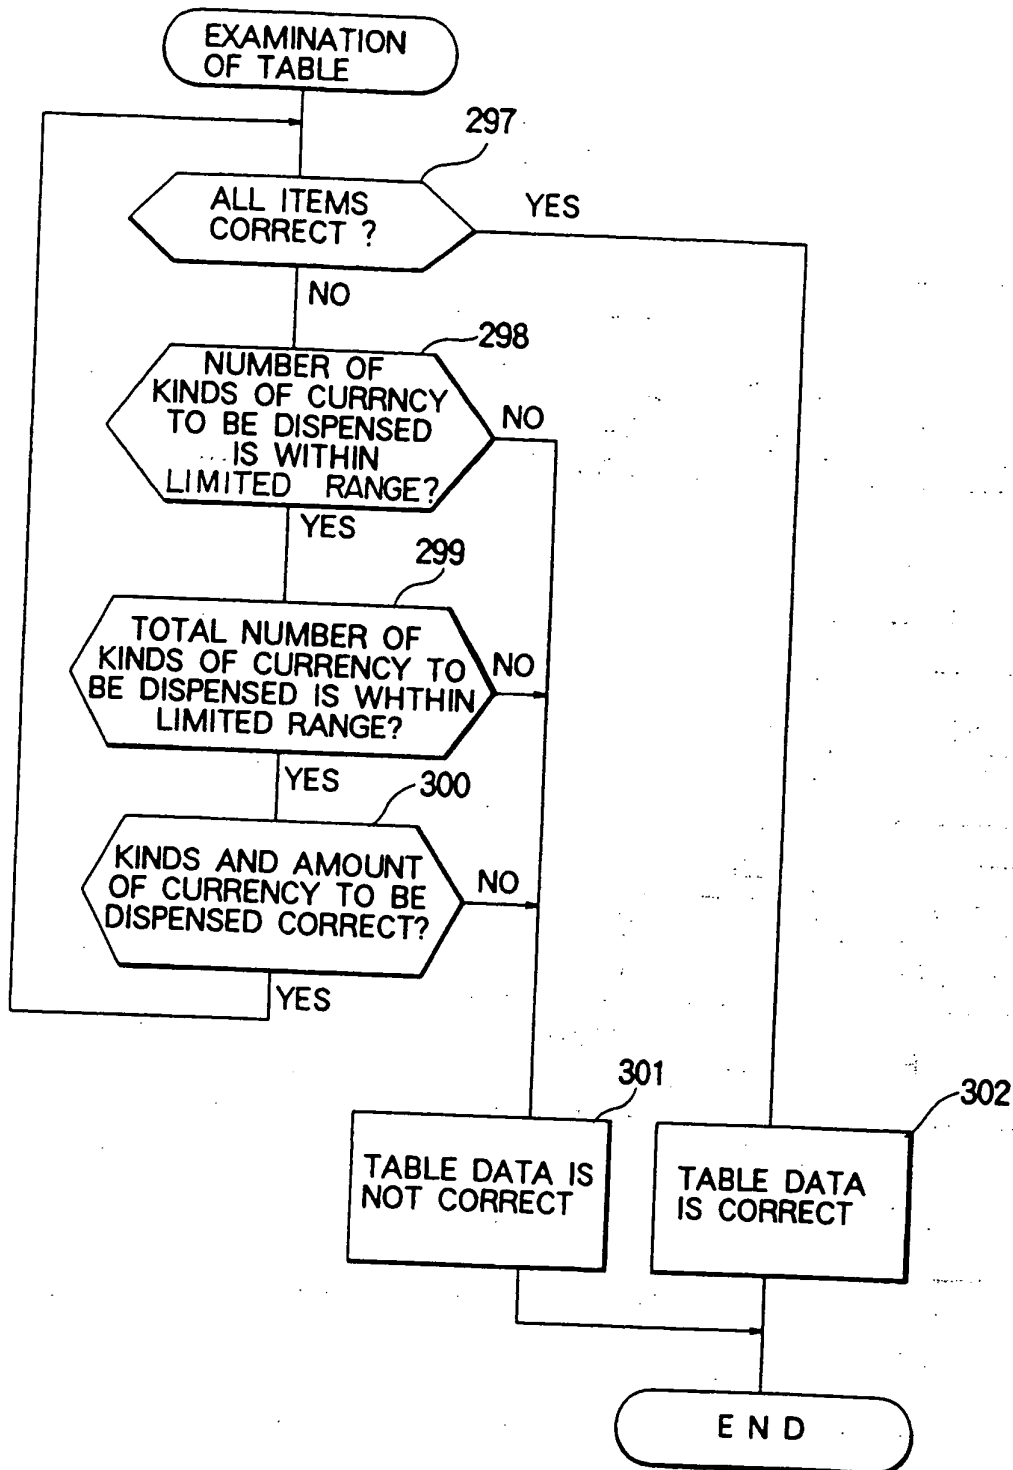 EXAMINATION
OF TABLE
297
ALL ITEMS
CORRECT ?
YES
NO
298
NUMBER OF
KINDS OF CURRNCY
TO BE DISPENSED
IS WITHIN
LIMITED RANGE?
NO
YES
299
TOTAL NUMBER OF
KINDS OF CURRENCY TO
BE DISPENSED IS WHTHIN
LIMITED RANGE?
NO
YES
300
KINDS AND AMOUNT
OF CURRENCY TO BE
DISPENSED CORRECT?
NO
YES
301
TABLE DATA IS
NOT CORRECT
302
TABLE DATA
IS CORRECT
END